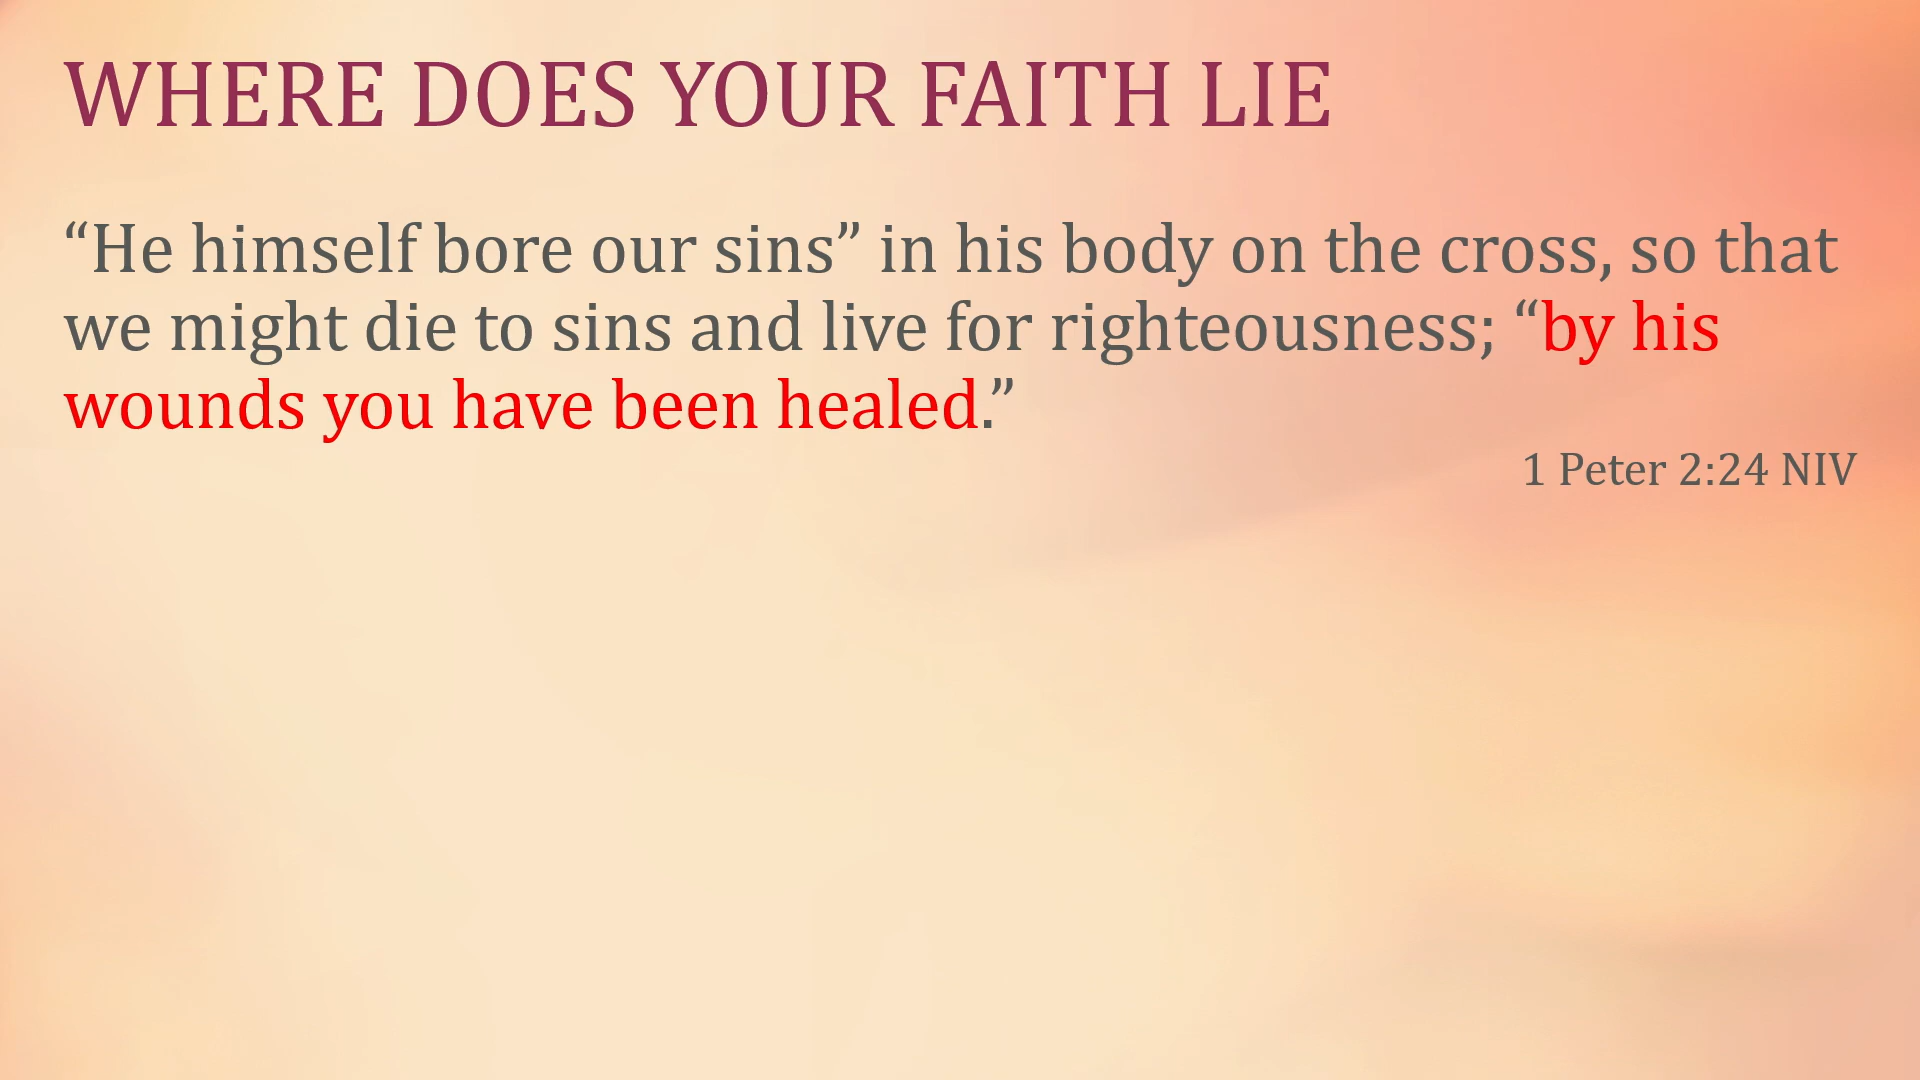 WHERE DOES YOUR FAITH LIE
“He himself bore our sins” in his body on the cross, so that
we might die to sins and live for righteousness; “by his
wounds you have been healed.”
1 Peter 2:24 NIV